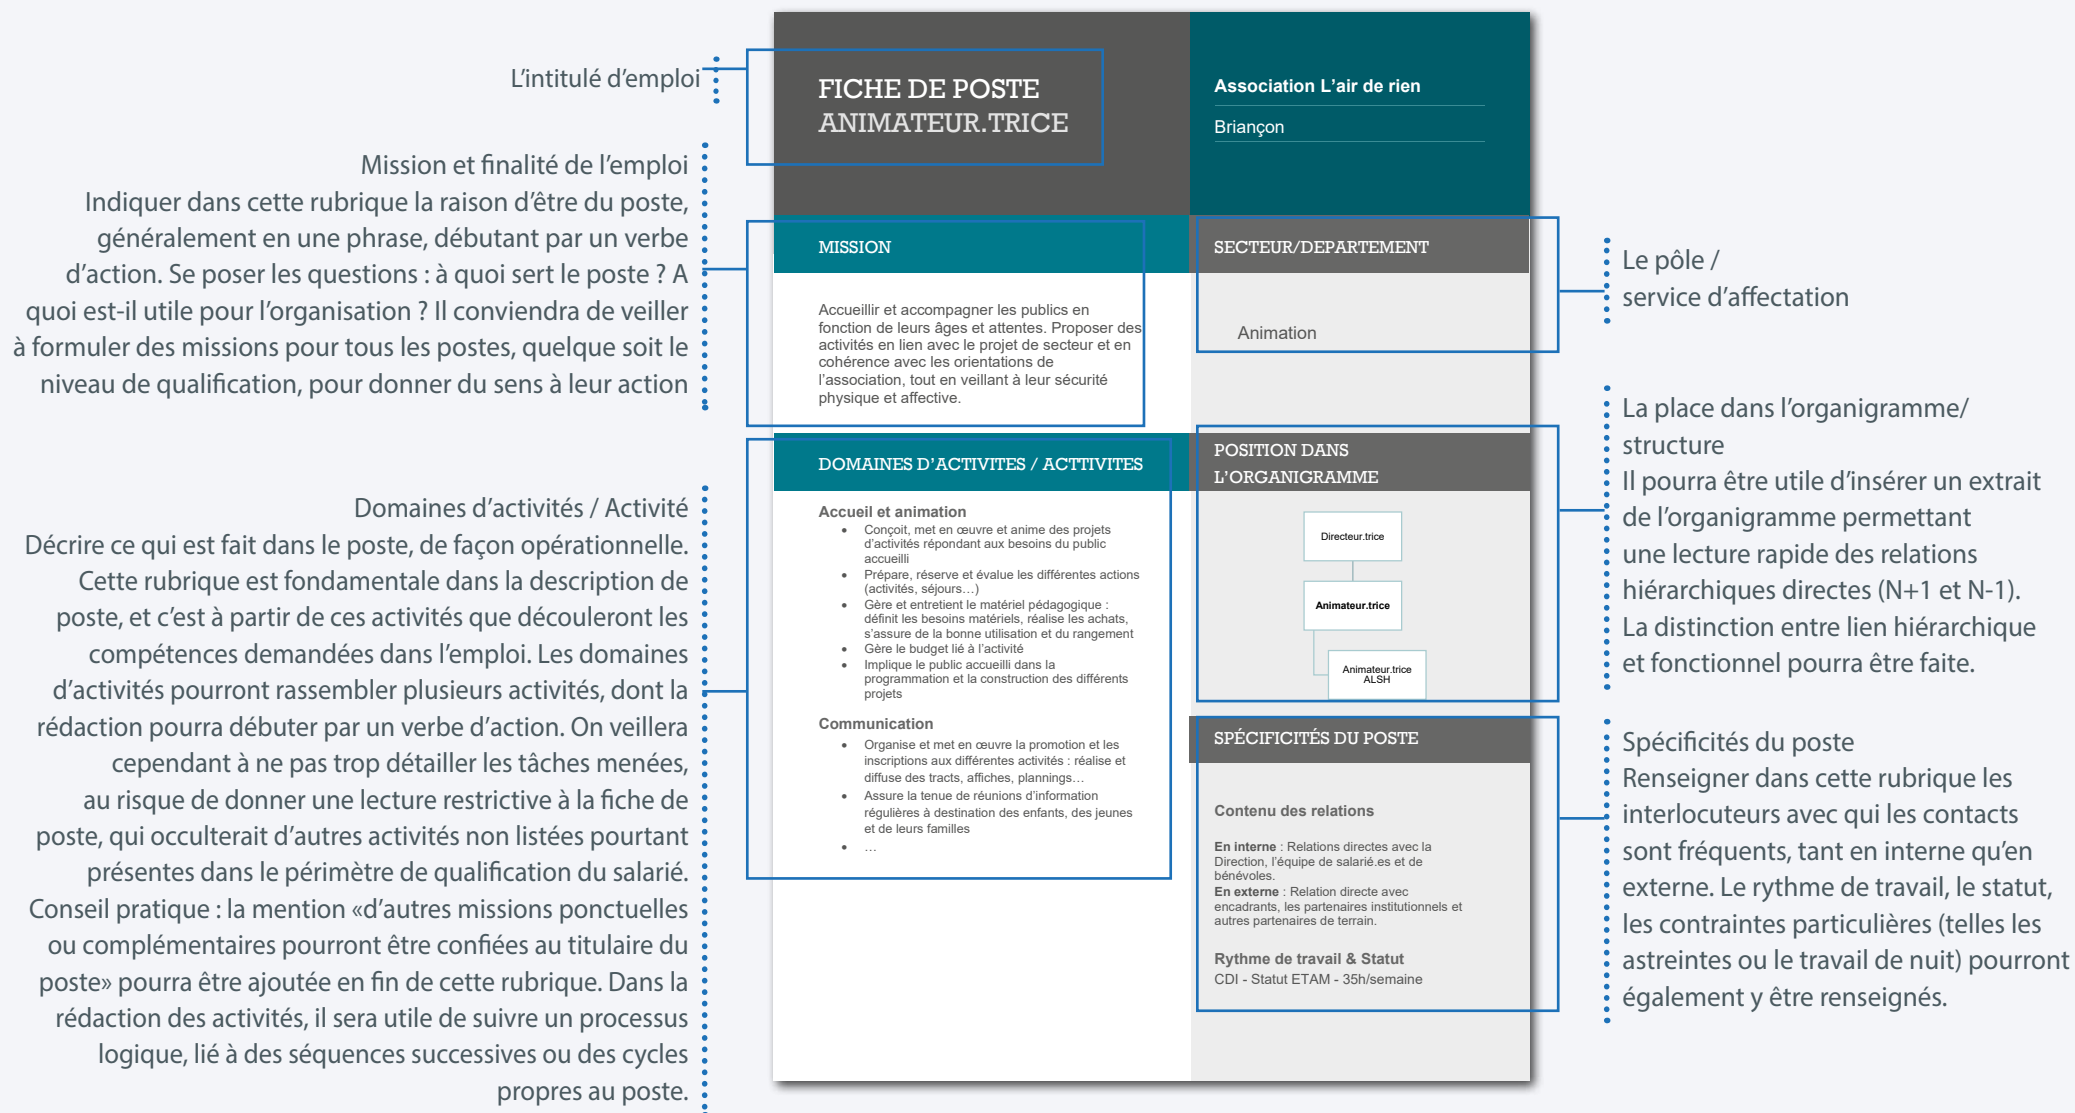 L'intitulé d'emploi
Mission et finalité de l'emploi
Indiquer dans cette rubrique la raison d'être du poste,
généralement en une phrase, débutant par un verbe
d'action. Se poser les questions : à quoi sert le poste ? A
quoi est-il utile pour l'organisation ? Il conviendra de veiller
à formuler des missions pour tous les postes, quelque soit le
niveau de qualification, pour donner du sens à leur action
Domaines d'activités / Activité
Décrire ce qui est fait dans le poste, de façon opérationnelle.
Cette rubrique est fondamentale dans la description de
poste, et c'est à partir de ces activités que découleront les
compétences demandées dans l'emploi. Les domaines
d'activités pourront rassembler plusieurs activités, dont la
rédaction pourra débuter par un verbe d'action. On veillera
cependant à ne pas trop détailler les tâches menées,
au risque de donner une lecture restrictive à la fiche de
poste, qui occulterait d'autres activités non listées pourtant
présentes dans le périmètre de qualification du salarié.
Conseil pratique : la mention «d'autres missions ponctuelles
ou complémentaires pourront être confiées au titulaire du
poste» pourra être ajoutée en fin de cette rubrique. Dans la
rédaction des activités, il sera utile de suivre un processus
logique, lié à des séquences successives ou des cycles
propres au poste.
FICHE DE POSTE
ANIMATEUR.TRICE
Association L'air de rien
Briançon
MISSION
Accueillir et accompagner les publics en
fonction de leurs âges et attentes. Proposer des
activités en lien avec le projet de secteur et en
cohérence avec les orientations de
l'association, tout en veillant à leur sécurité
physique et affective.
DOMAINES D'ACTIVITES / ACTTIVITES
Accueil et animation
• Conçoit, met en œuvre et anime des projets
d'activités répondant aux besoins du public
accueilli
• Prépare, réserve et évalue les différentes actions
(activités, séjours…)
• Gère et entretient le matériel pédagogique :
définit les besoins matériels, réalise les achats,
s'assure de la bonne utilisation et du rangement
• Gère le budget lié à l'activité
• Implique le public accueilli dans la
programmation et la construction des différents
projets
Communication
• Organise et met en œuvre la promotion et les
inscriptions aux différentes activités : réalise et
diffuse des tracts, affiches, plannings…
• Assure la tenue de réunions d'information
régulières à destination des enfants, des jeunes
et de leurs familles
• …
SECTEUR/DEPARTEMENT
Animation
POSITION DANS
L'ORGANIGRAMME
Directeur.trice
Animateur.trice
Animateur.trice
ALSH
SPÉCIFICITÉS DU POSTE
Contenu des relations
En interne : Relations directes avec la
Direction, l'équipe de salarié.es et de
bénévoles.
En externe : Relation directe avec
encadrants, les partenaires institutionnels et
autres partenaires de terrain.
Rythme de travail & Statut
CDI - Statut ETAM - 35h/semaine
Le pôle /
service d'affectation
La place dans l'organigramme/
structure
Il pourra être utile d'insérer un extrait
de l'organigramme permettant
une lecture rapide des relations
hiérarchiques directes (N+1 et N-1).
La distinction entre lien hiérarchique
et fonctionnel pourra être faite.
Spécificités du poste
Renseigner dans cette rubrique les
interlocuteurs avec qui les contacts
sont fréquents, tant en interne qu'en
externe. Le rythme de travail, le statut,
les contraintes particulières (telles les
astreintes ou le travail de nuit) pourront
également y être renseignés.